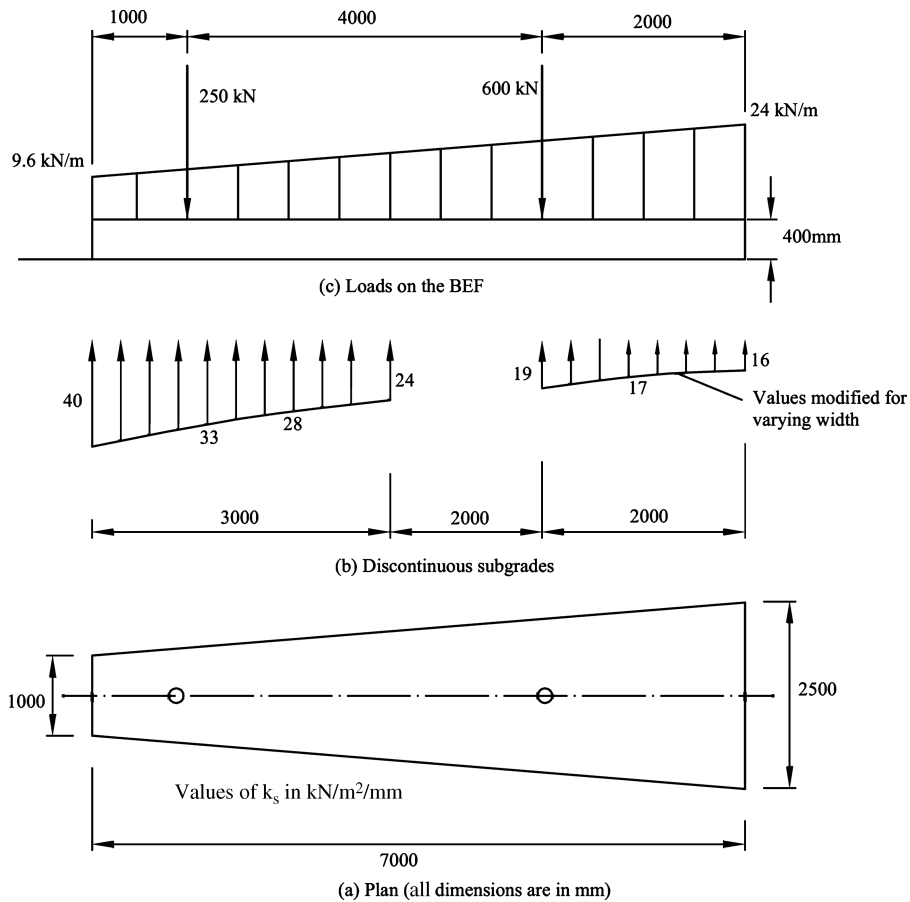 1000
4000
2000
250 kN
600 kN
24 kN/m
9.6 kN/m
400mm
(c) Loads on the BEF
40
33
28
24
19
17
16
Values modified for
varying width
3000
2000
2000
(b) Discontinuous subgrades
1000
2500
Values of kₛ in kN/m²/mm
7000
(a) Plan (all dimensions are in mm)